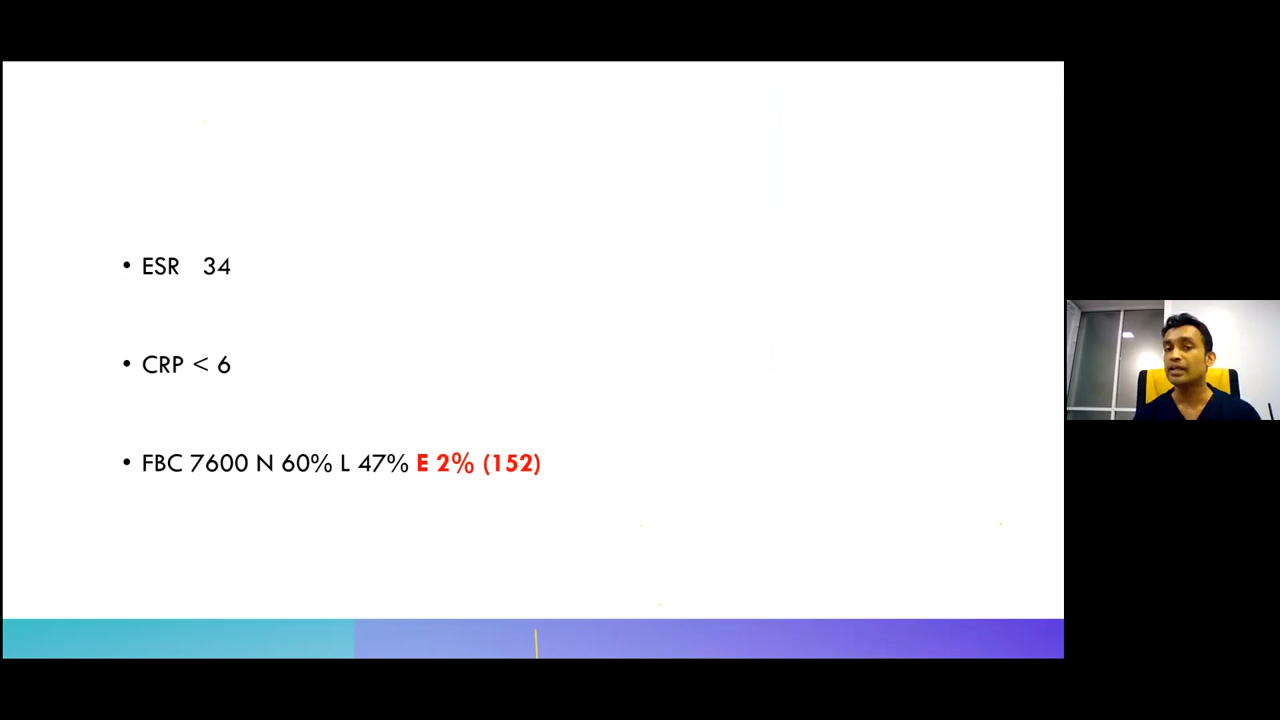 • ESR 34
• CRP < 6
• FBC 7600 N 60% L 47% E 2% (152)